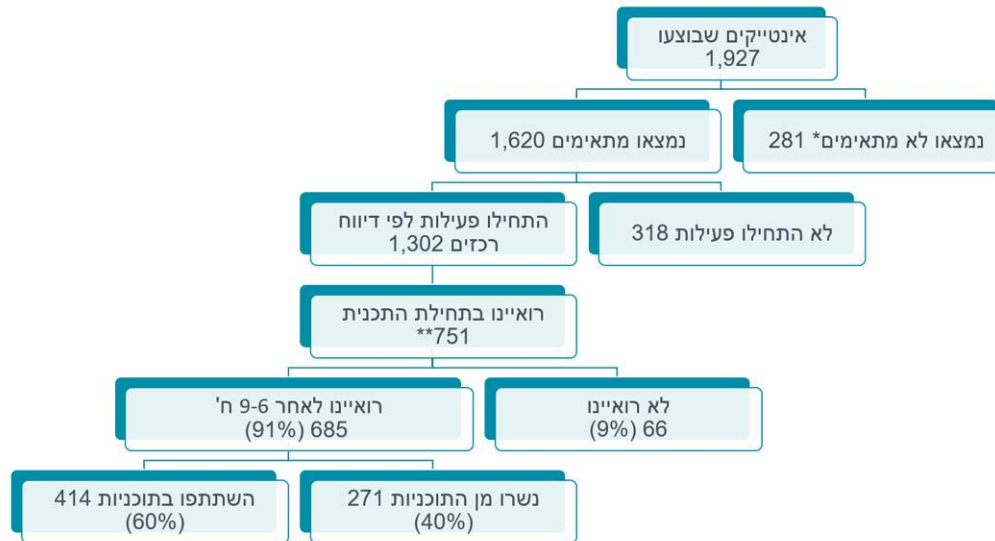 אינטייקים שבוצעו
1,927
נמצאו לא מתאימים* 281
נמצאו מתאימים 1,620
לא התחילו פעילות 318
התחילו פעילות לפי דיווח
רכזים 1,302
רואיינו בתחילת התכנית
751**
לא רואיינו
66 (9%)
רואיינו לאחר 9-6 ח'
685 (91%)
נשרו מן התוכניות 271
(40%)
השתתפו בתוכניות 414
(60%)